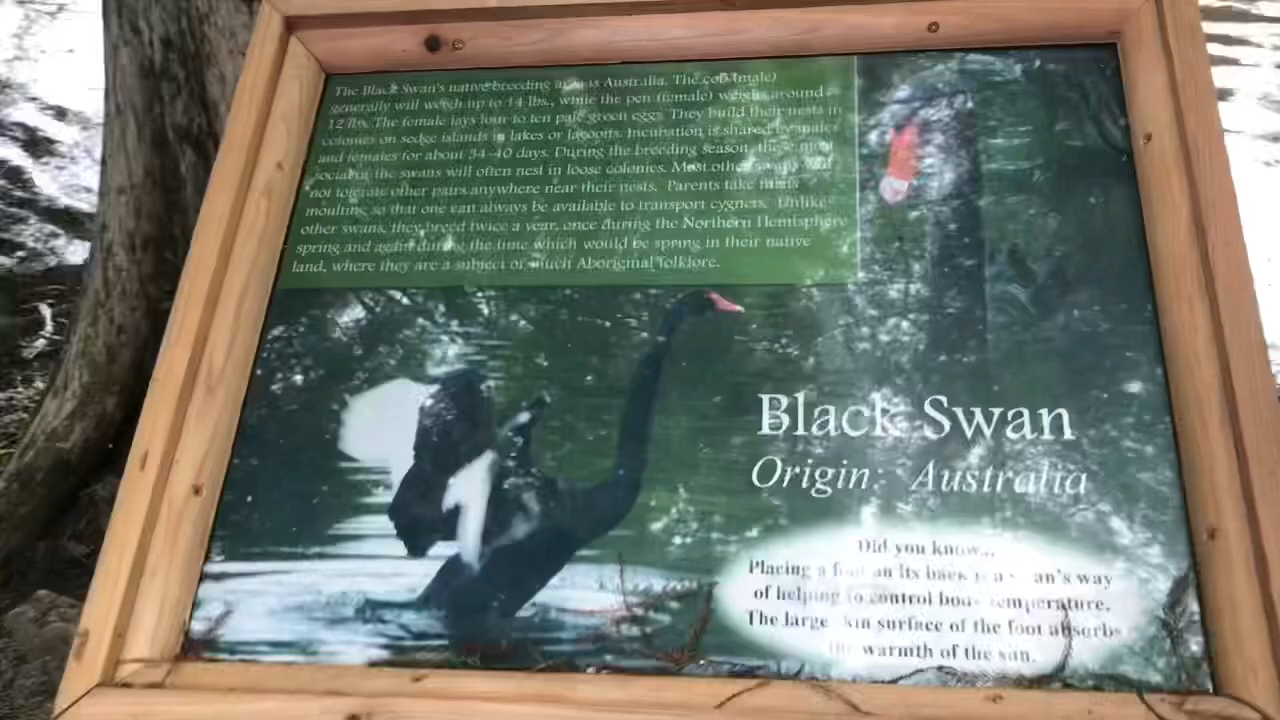 The Black Swan's native breeding area is Australia. The cob (male)
generally will weigh up to 14 lbs., while the pen (female) weighs around
12 lbs. The female lays four to ten pale green eggs. They build their nests in
colonies on sedge islands in lakes or lagoons. Incubation is shared by males
and females for about 34-40 days. During the breeding season, these most
social of the swans will often nest in loose colonies. Most other swans will
not tolerate other pairs anywhere near their nests. Parents take turns
moulting so that one can always be available to transport cygnets. Unlike
other swans, they breed twice a year, once during the Northern Hemisphere
spring and again during the time which would be spring in their native
land, where they are a subject of much Aboriginal folklore.
Black Swan
Origin: Australia
Did you know...
Placing a foot on its back is a swan's way
of helping to control body temperature.
The large skin surface of the foot absorbs
the warmth of the sun.